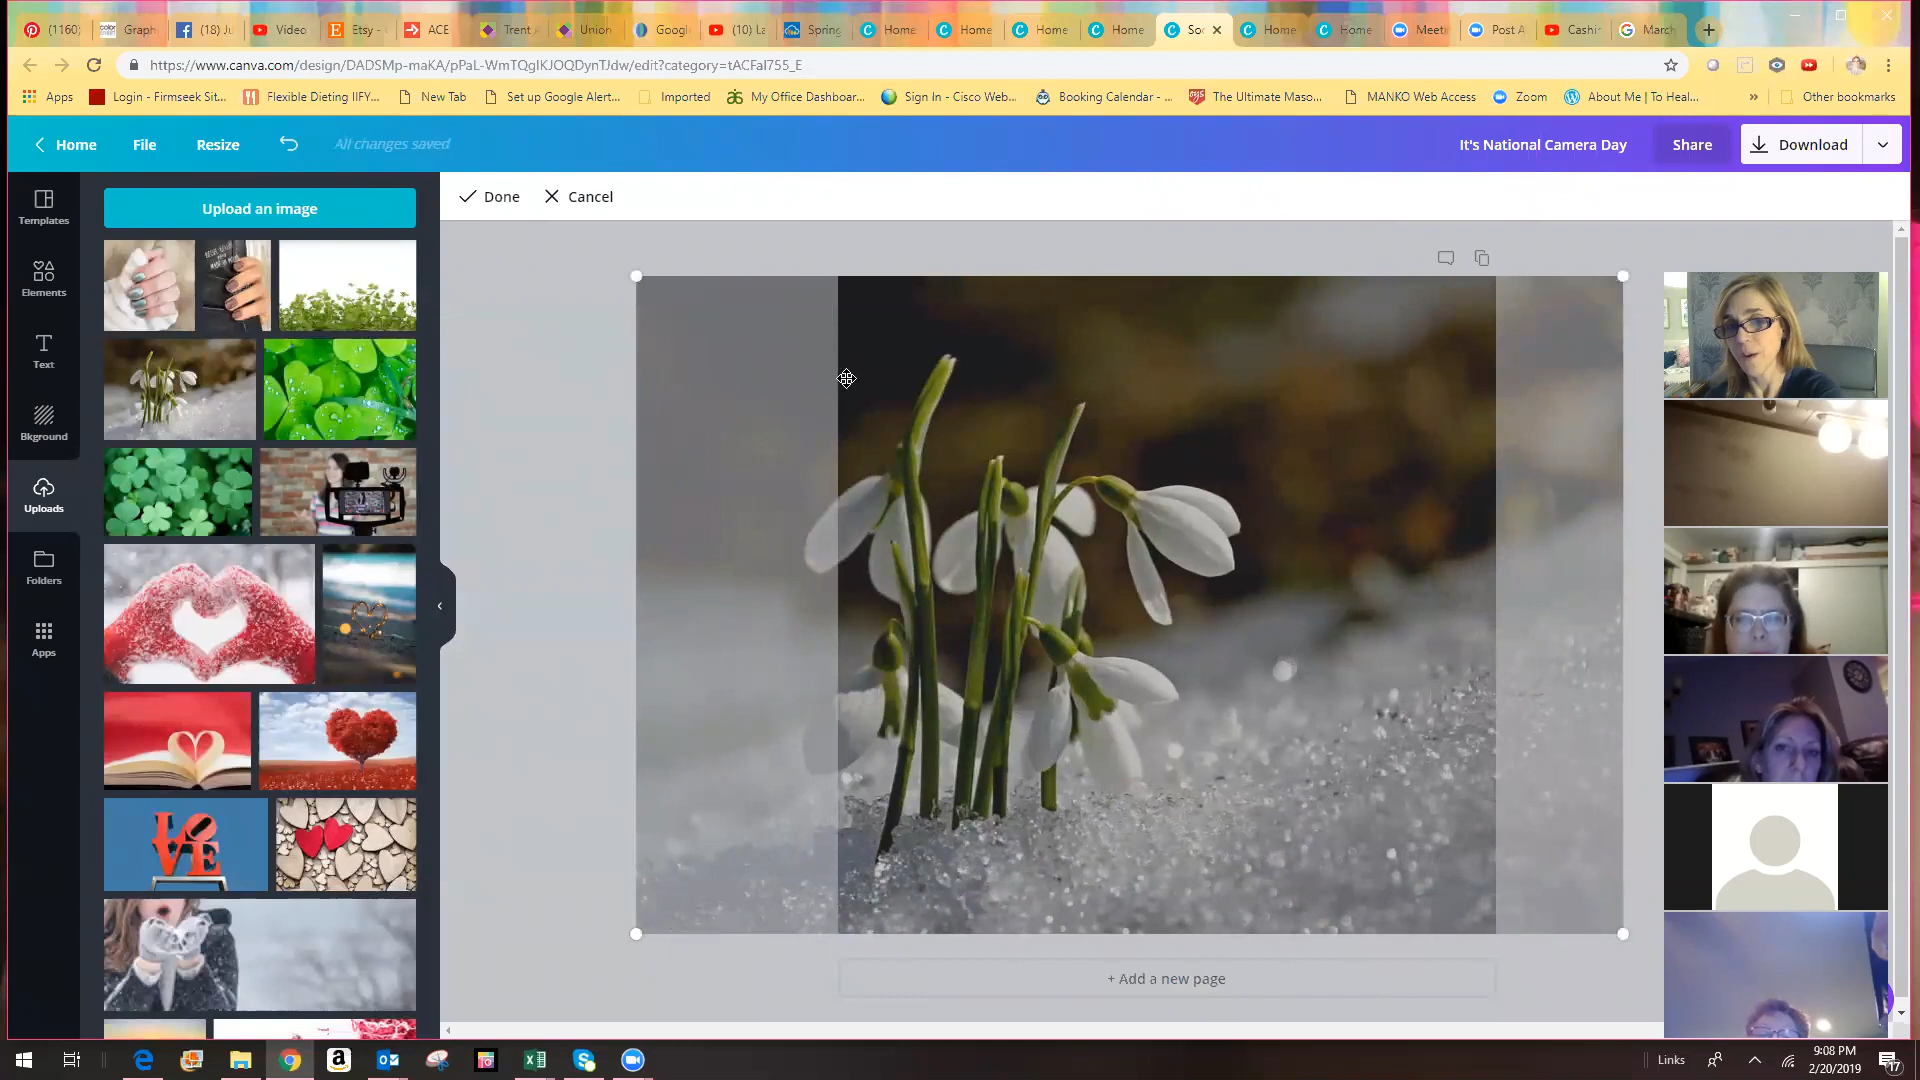 (1160)
Graph
(18) Ju
Video
Etsy -
ACE
Trent
Union
Googl
(10) La
Spring
Home
Home
Home
Home
Soc
Home
Home
Meeti
Post A
Cashi
March
https://www.canva.com/design/DADSMp-maKA/pPaL-WmTQgIKJOQDynTJdw/edit?category=tACFal755_E
Apps
Login - Firmseek Sit...
Flexible Dieting IIFY...
New Tab
Set up Google Alert...
Imported
My Office Dashboar...
Sign In - Cisco Web...
Booking Calendar - ...
The Ultimate Maso...
MANKO Web Access
Zoom
About Me | To Heal...
»
Other bookmarks
Home
File
Resize
All changes saved
It's National Camera Day
Share
Download
Templates
Elements
Text
Bkground
Uploads
Folders
Apps
Upload an image
LOVE
Done
Cancel
+ Add a new page
Links
9:08 PM
2/20/2019
17